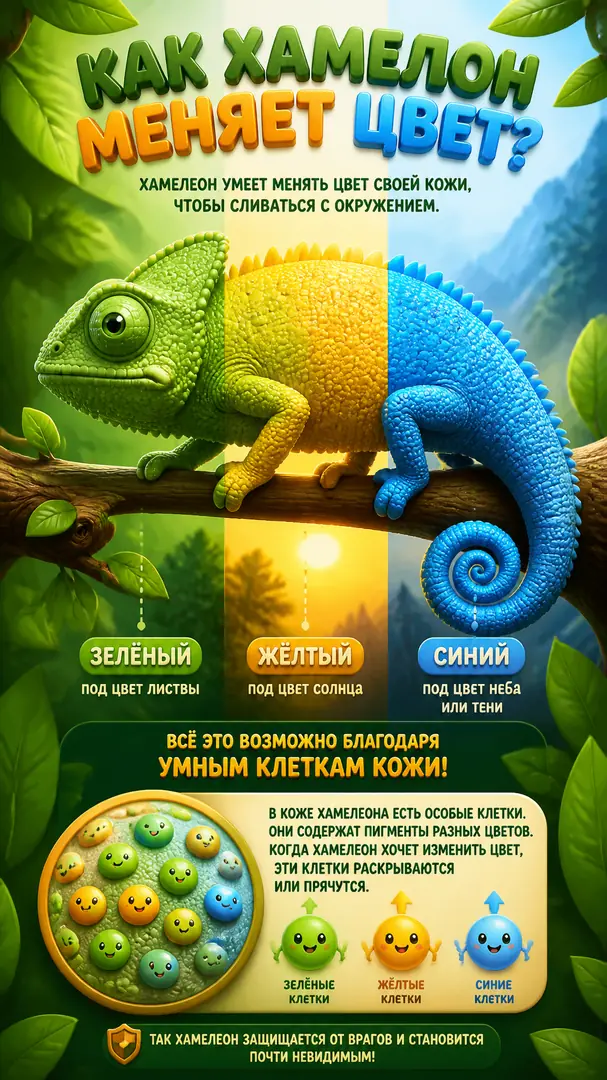 КАК ХАМЕЛОН
МЕНЯЕТ ЦВЕТ?
ХАМЕЛЕОН УМЕЕТ МЕНЯТЬ ЦВЕТ СВОЕЙ КОЖИ,
ЧТОБЫ СЛИВАТЬСЯ С ОКРУЖЕНИЕМ.
ЗЕЛЁНЫЙ
под цвет листвы
ЖЁЛТЫЙ
под цвет солнца
СИНИЙ
под цвет неба
или тени
ВСЁ ЭТО ВОЗМОЖНО БЛАГОДАРЯ
УМНЫМ КЛЕТКАМ КОЖИ!
В КОЖЕ ХАМЕЛЕОНА ЕСТЬ ОСОБЫЕ КЛЕТКИ.
ОНИ СОДЕРЖАТ ПИГМЕНТЫ РАЗНЫХ ЦВЕТОВ.
КОГДА ХАМЕЛЕОН ХОЧЕТ ИЗМЕНИТЬ ЦВЕТ,
ЭТИ КЛЕТКИ РАСКРЫВАЮТСЯ
ИЛИ ПРЯЧУТСЯ.
ЗЕЛЁНЫЕ
КЛЕТКИ
ЖЁЛТЫЕ
КЛЕТКИ
СИНИЕ
КЛЕТКИ
ТАК ХАМЕЛЕОН ЗАЩИЩАЕТСЯ ОТ ВРАГОВ И СТАНОВИТСЯ
ПОЧТИ НЕВИДИМЫМ!